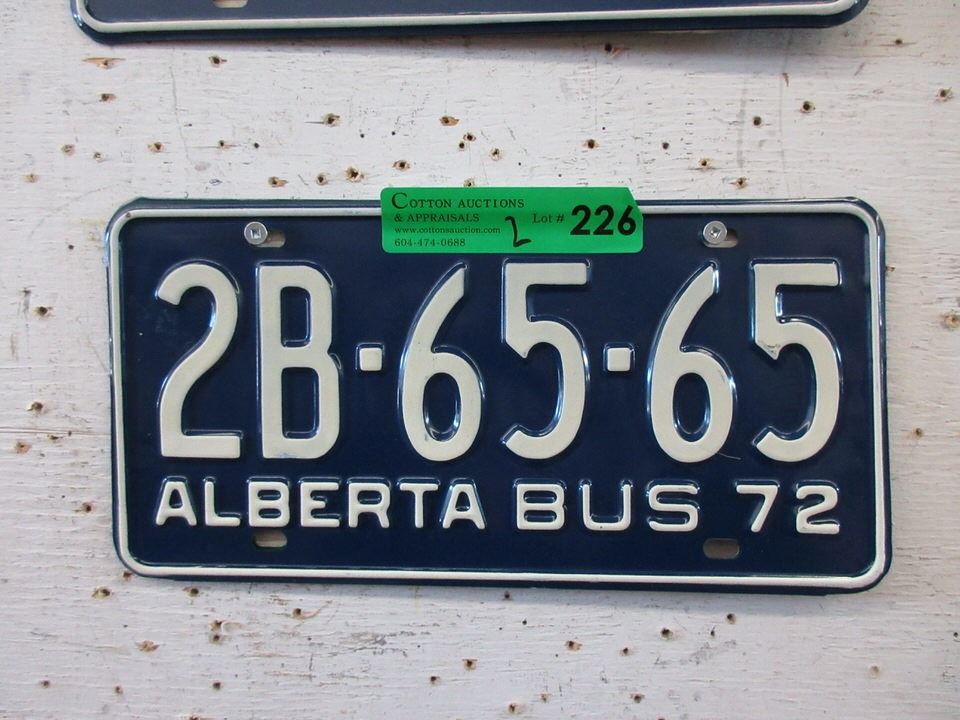 COTTON AUCTIONS
& APPRAISALS
www.cottonsauction.com
604-474-0688
2
Lot # 226
2B·65·65
ALBERTA BUS 72